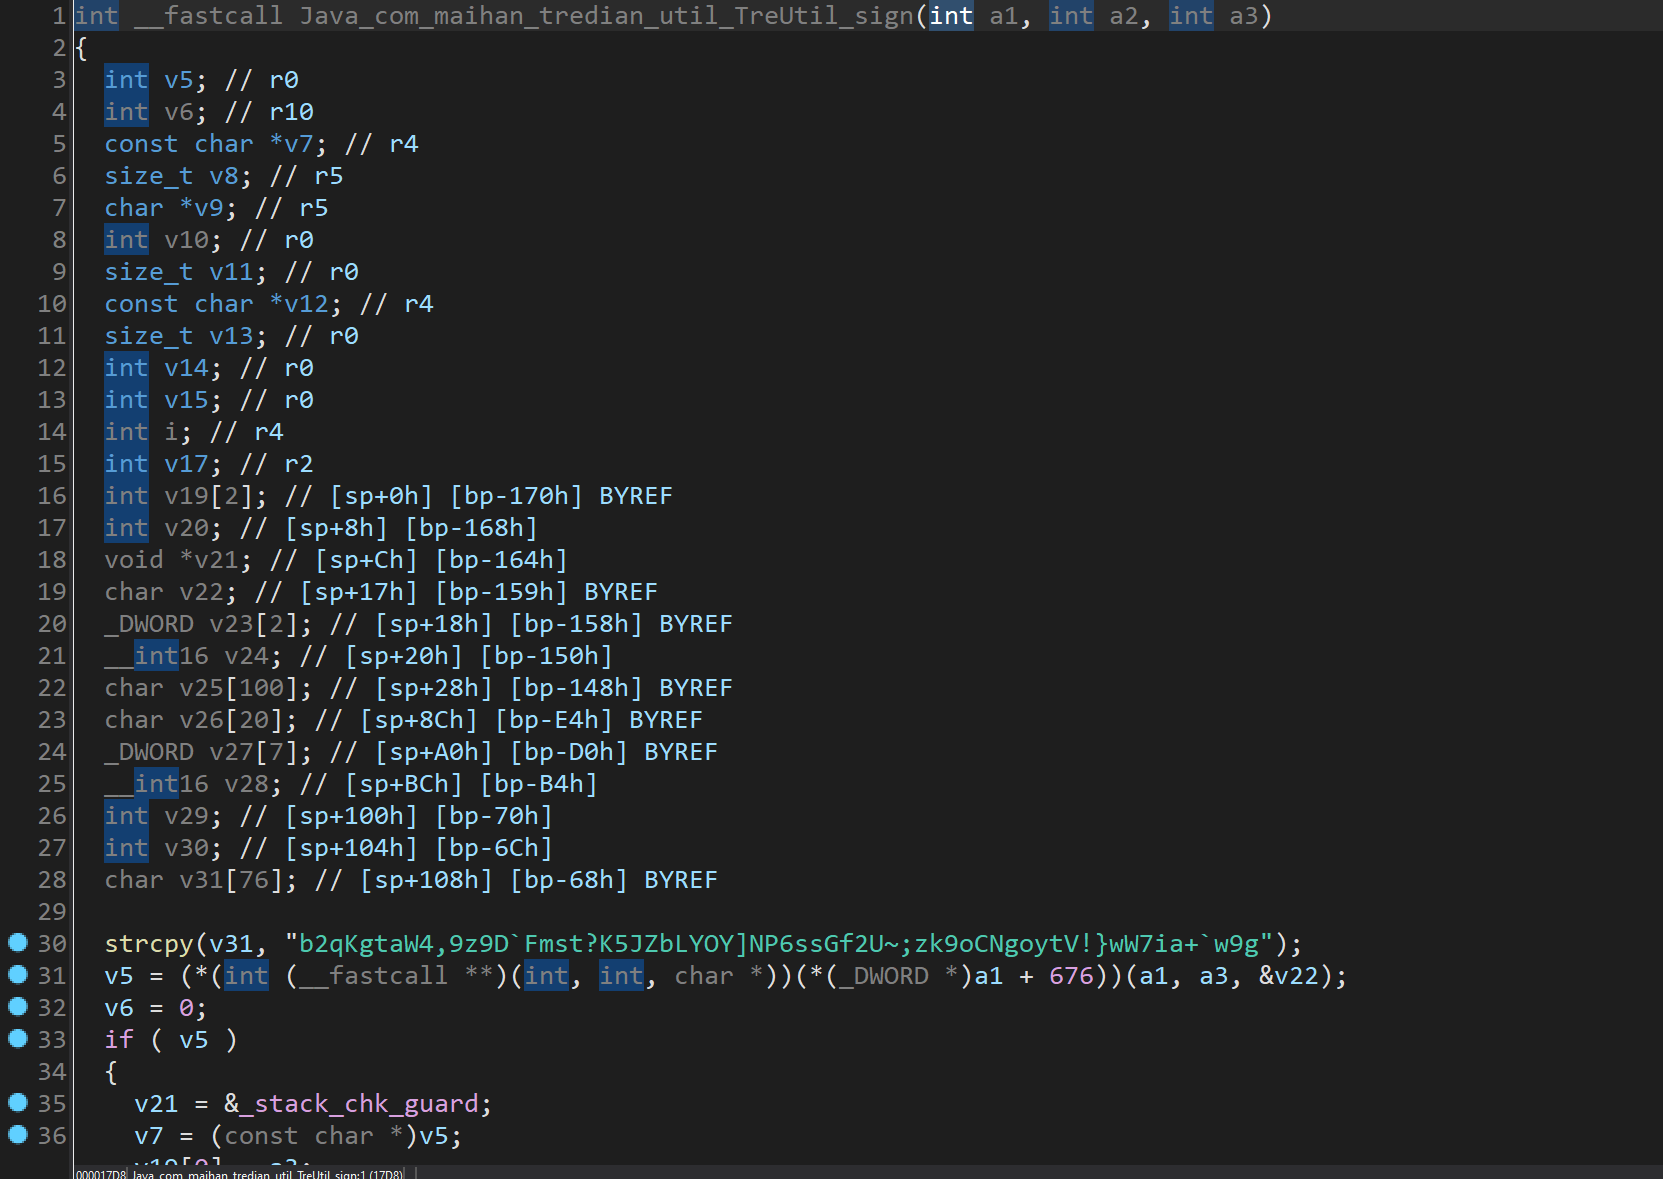 1 int __fastcall Java_com_maihan_tredian_util_TreUtil_sign(int a1, int a2, int a3)
2 {
3 int v5; // r0
4 int v6; // r10
5 const char *v7; // r4
6 size_t v8; // r5
7 char *v9; // r5
8 int v10; // r0
9 size_t v11; // r0
10 const char *v12; // r4
11 size_t v13; // r0
12 int v14; // r0
13 int v15; // r0
14 int i; // r4
15 int v17; // r2
16 int v19[2]; // [sp+0h] [bp-170h] BYREF
17 int v20; // [sp+8h] [bp-168h]
18 void *v21; // [sp+Ch] [bp-164h]
19 char v22; // [sp+17h] [bp-159h] BYREF
20 _DWORD v23[2]; // [sp+18h] [bp-158h] BYREF
21 __int16 v24; // [sp+20h] [bp-150h]
22 char v25[100]; // [sp+28h] [bp-148h] BYREF
23 char v26[20]; // [sp+8Ch] [bp-E4h] BYREF
24 _DWORD v27[7]; // [sp+A0h] [bp-D0h] BYREF
25 __int16 v28; // [sp+BCh] [bp-B4h]
26 int v29; // [sp+100h] [bp-70h]
27 int v30; // [sp+104h] [bp-6Ch]
28 char v31[76]; // [sp+108h] [bp-68h] BYREF
29
30 strcpy(v31, "b2qKgtaW4,9z9D`Fmst?K5JZbLYOY]NP6ssGf2U~;zk9oCNgoytV!}wW7ia+`w9g");
31 v5 = (*(int (__fastcall **)(int, int, char *))(*(_DWORD *)a1 + 676))(a1, a3, &v22);
32 v6 = 0;
33 if ( v5 )
34 {
35 v21 = &_stack_chk_guard;
36 v7 = (const char *)v5;
000017D8 Java_com_maihan_tredian_util_TreUtil_sign:1 (17D8)